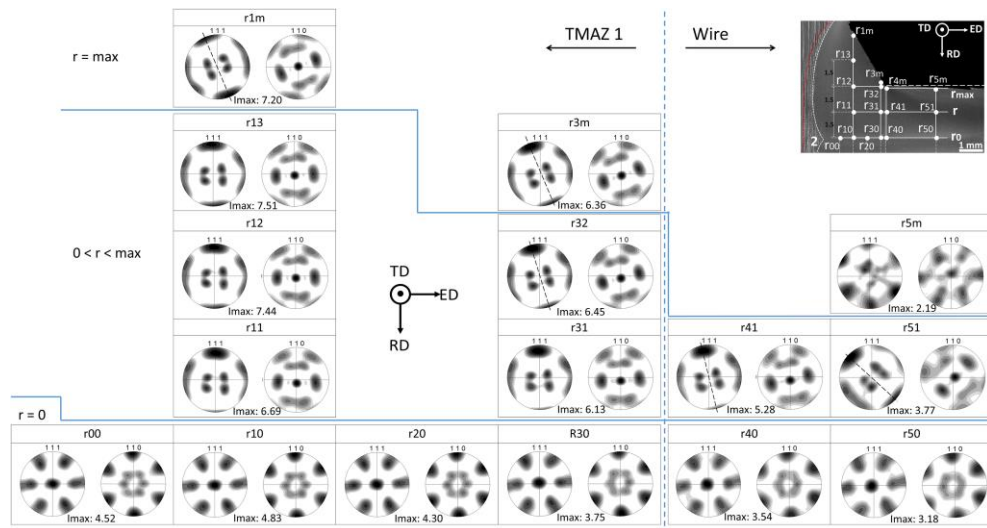 r1m
111
110
Imax: 7.20
r = max
TMAZ 1
Wire
TD
ED
RD
r1m
r13
r12
r3m
r4m
r5m
r32
rmax
r11
r31
r41
r51
r
r10
r30
r40
r50
r0
2
r00
r20
1 mm
r13
111
110
Imax: 7.51
r3m
111
110
Imax: 6.36
0 < r < max
r12
111
110
Imax: 7.44
TD
ED
RD
r32
111
110
Imax: 6.45
r5m
111
110
Imax: 2.19
r11
111
110
Imax: 6.69
r31
111
110
Imax: 6.13
r41
111
110
Imax: 5.28
r51
111
110
Imax: 3.77
r = 0
r00
111
110
Imax: 4.52
r10
111
110
Imax: 4.83
r20
111
110
Imax: 4.30
R30
111
110
Imax: 3.75
r40
111
110
Imax: 3.54
r50
111
110
Imax: 3.18